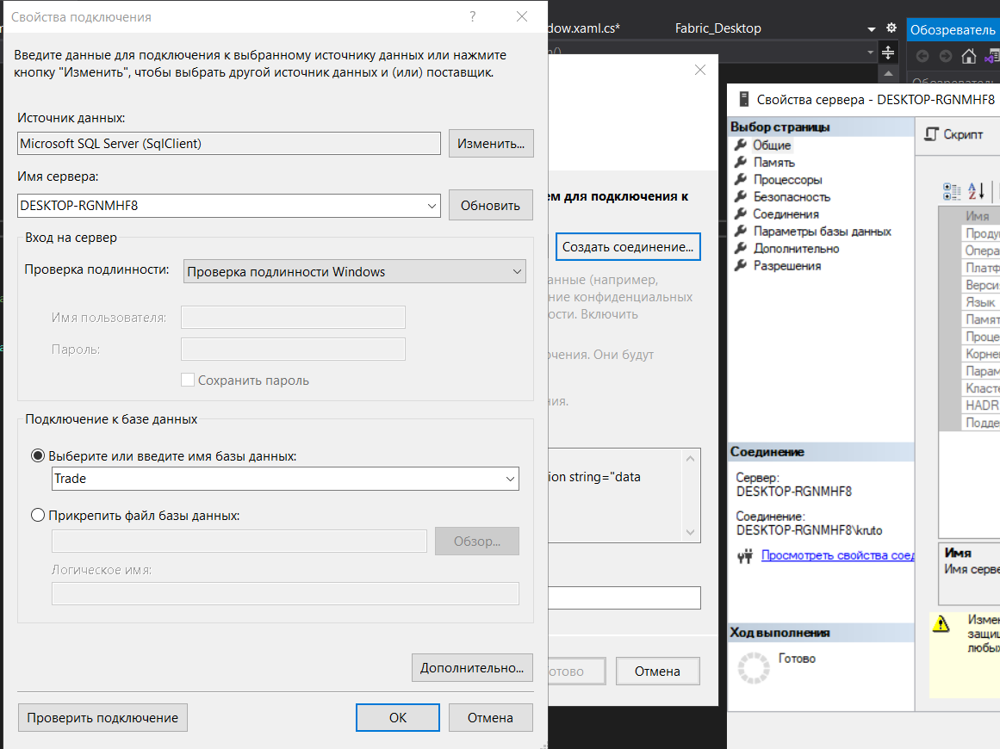 Свойства подключения
?
Введите данные для подключения к выбранному источнику данных или нажмите
кнопку "Изменить", чтобы выбрать другой источник данных и (или) поставщик.
Источник данных:
Microsoft SQL Server (SqlClient)
Изменить...
Имя сервера:
DESKTOP-RGNMHF8
Обновить
Вход на сервер
Проверка подлинности:
Проверка подлинности Windows
Имя пользователя:
Пароль:
Сохранить пароль
Подключение к базе данных
Выберите или введите имя базы данных:
Trade
Прикрепить файл базы данных:
Обзор...
Логическое имя:
Дополнительно...
Проверить подключение
OK
Отмена
dow.xaml.cs*
Fabric_Desktop
Обозреватель
ем для подключения к
Создать соединение...
анные (например,
ние конфиденциальных
ости. Включить
очения. Они будут
ния.
ion string="data
отово
Отмена
Свойства сервера - DESKTOP-RGNMHF8
Выбор страницы
Общие
Память
Процессоры
Безопасность
Соединения
Параметры базы данных
Дополнительно
Разрешения
Соединение
Сервер:
DESKTOP-RGNMHF8
Соединение:
DESKTOP-RGNMHF8\kruto
Просмотреть свойства соед
Ход выполнения
Готово
Скрипт
Имя
Проду
Опера
Платф
Верси
Язык
Памят
Проце
Корне
Парам
Класте
HADR
Подде
Имя
Имя серве
Измен
защищ
любых